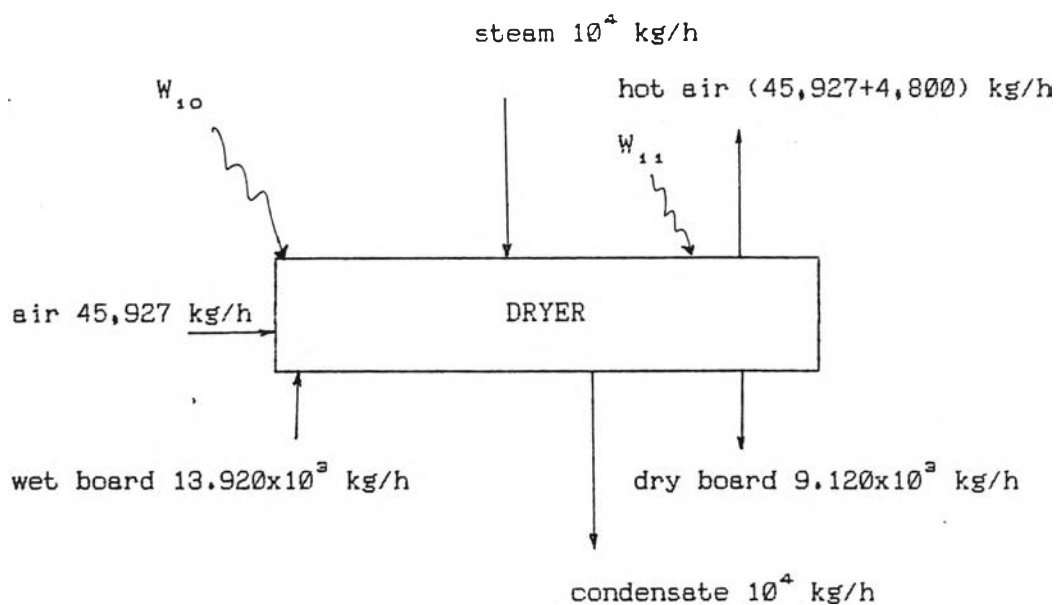 steam 10⁴ kg/h
W₁₀
hot air (45,927+4,800) kg/h
W₁₁
air 45,927 kg/h
DRYER
wet board 13.920x10³ kg/h
dry board 9.120x10³ kg/h
condensate 10⁴ kg/h